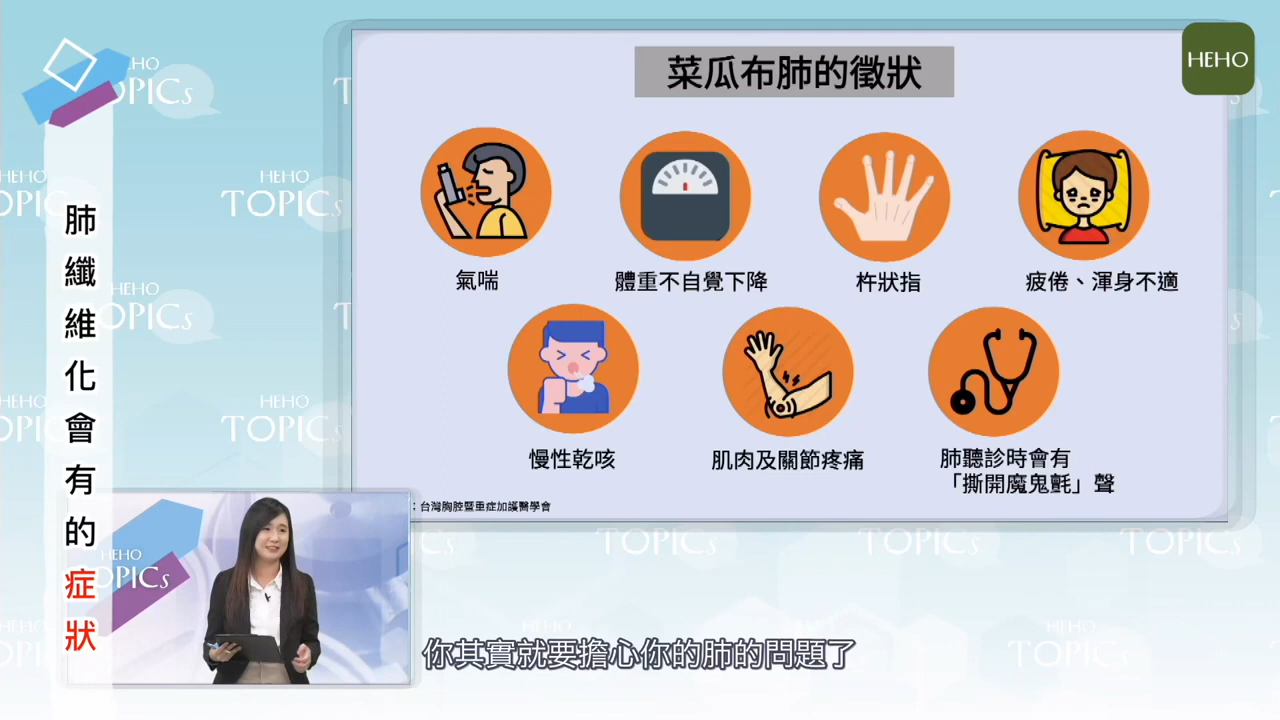 菜瓜布肺的徵狀
HEHO
氣喘
體重不自覺下降
杵狀指
疲倦、渾身不適
慢性乾咳
肌肉及關節疼痛
肺聽診時會有
「撕開魔鬼氈」聲
：台灣胸腔暨重症加護醫學會
肺纖維化會有的症狀
HEHO
TOPICs
你其實就要擔心你的肺的問題了